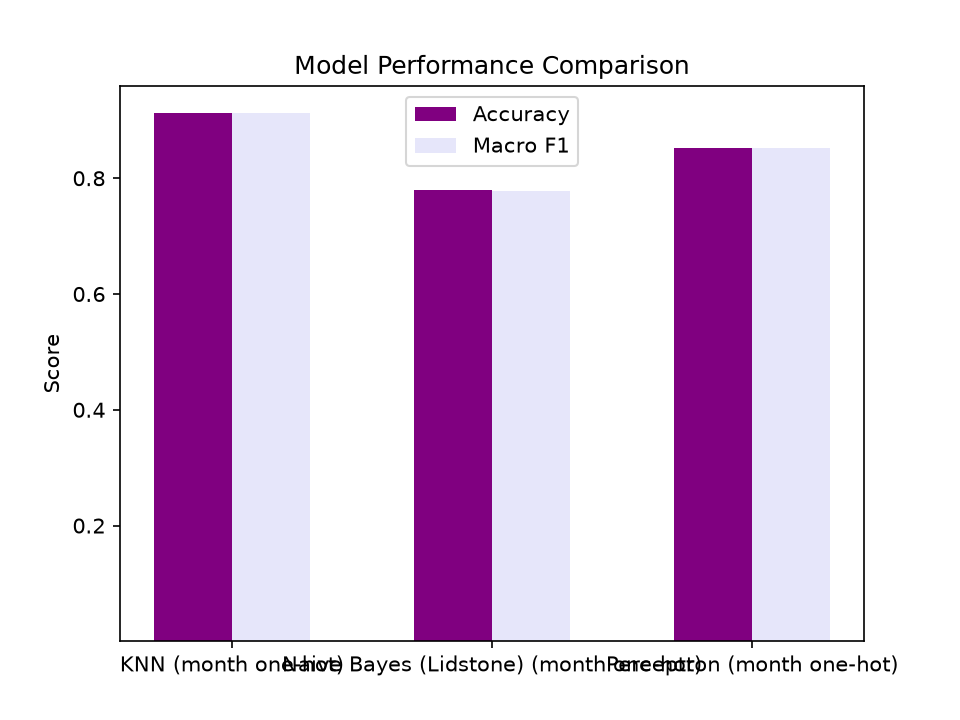 Model Performance Comparison
Accuracy
Macro F1
0.8
0.6
0.4
0.2
Score
KNN (month one-hot)
Naive Bayes (Lidstone) (month one-hot)
Perceptron (month one-hot)